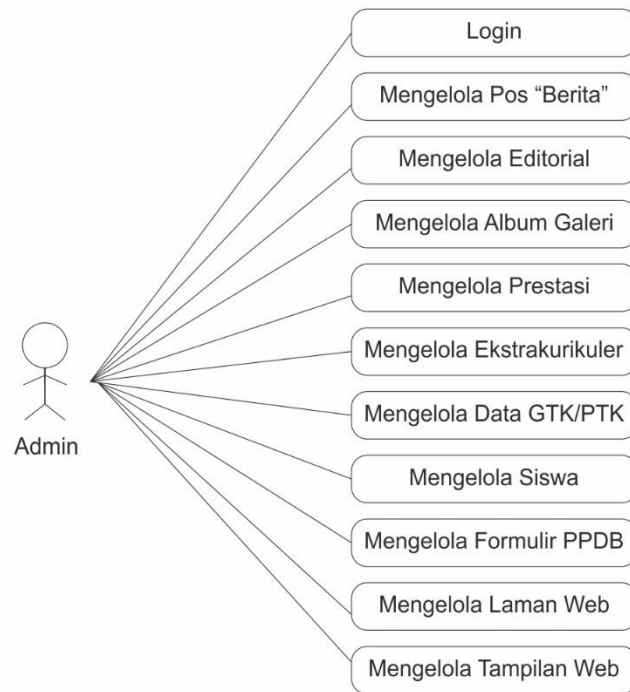 Login
Mengelola Pos “Berita”
Mengelola Editorial
Mengelola Album Galeri
Mengelola Prestasi
Mengelola Ekstrakurikuler
Mengelola Data GTK/PTK
Mengelola Siswa
Mengelola Formulir PPDB
Mengelola Laman Web
Mengelola Tampilan Web
Admin